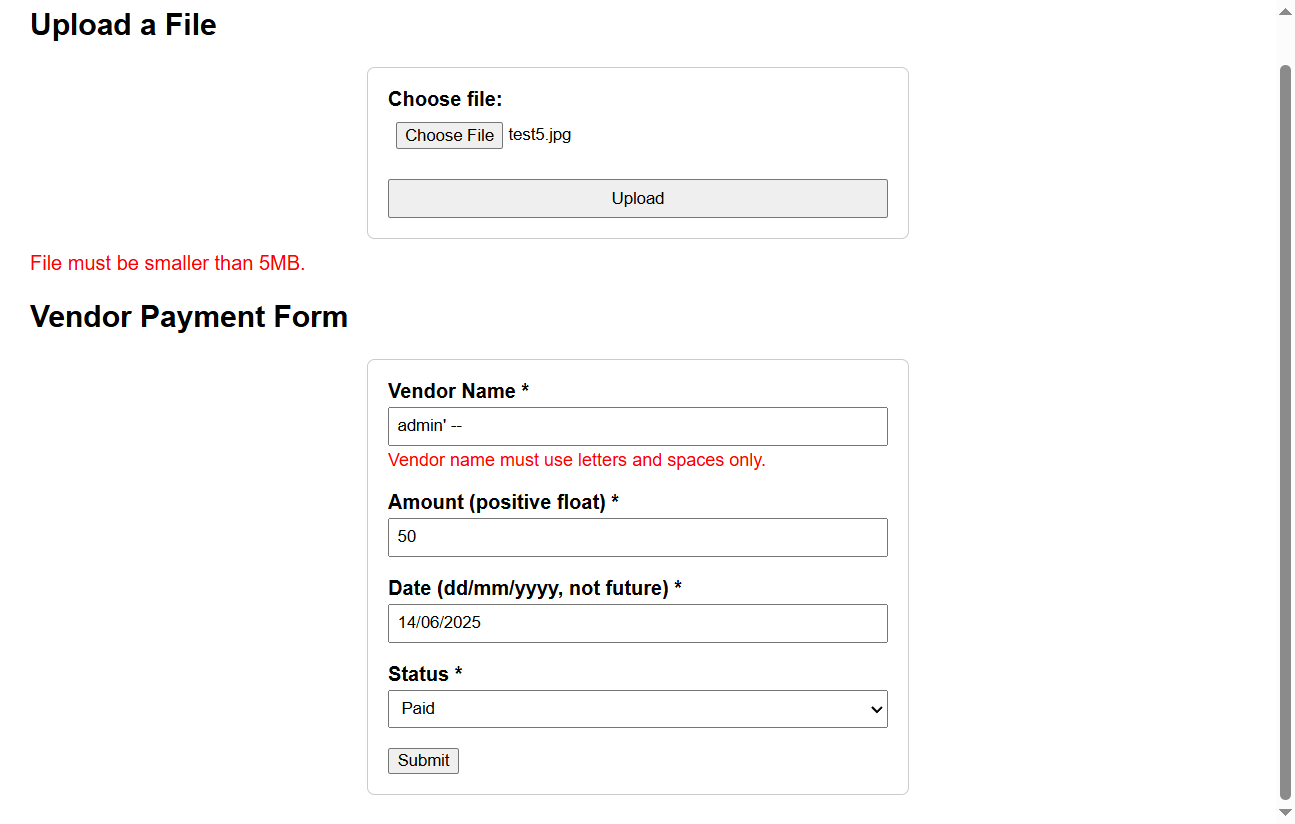 Upload a File
Choose file:
Choose File test5.jpg
Upload
File must be smaller than 5MB.
Vendor Payment Form
Vendor Name *
admin' --
Vendor name must use letters and spaces only.
Amount (positive float) *
50
Date (dd/mm/yyyy, not future) *
14/06/2025
Status *
Paid
Submit